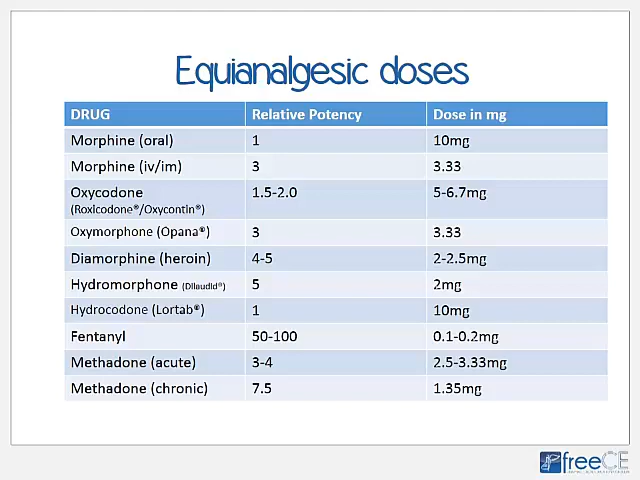 Equianalgesic doses
DRUG Relative Potency Dose in mg
Morphine (oral) 1 10mg
Morphine (iv/im) 3 3.33
Oxycodone 1.5-2.0 5-6.7mg
(Roxicodone®/Oxycontin®)
Oxymorphone (Opana®) 3 3.33
Diamorphine (heroin) 4-5 2-2.5mg
Hydromorphone (Dilaudid®) 5 2mg
Hydrocodone (Lortab®) 1 10mg
Fentanyl 50-100 0.1-0.2mg
Methadone (acute) 3-4 2.5-3.33mg
Methadone (chronic) 7.5 1.35mg
freeCE